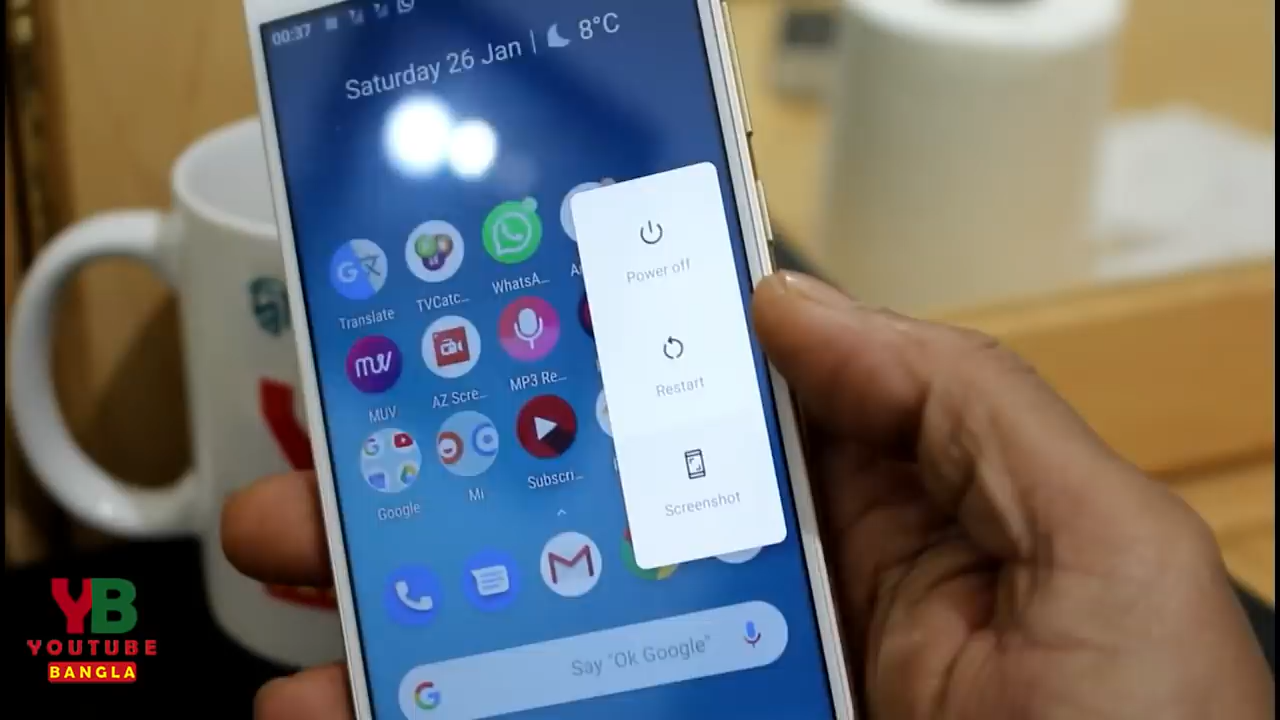 00:37
Saturday 26 Jan | 8°C
Translate
TVCatc...
WhatsA...
MUV
AZ Scre...
MP3 Re...
Google
Mi
Subscri...
Power off
Restart
Screenshot
Say "Ok Google"
YB
YOUTUBE
BANGLA